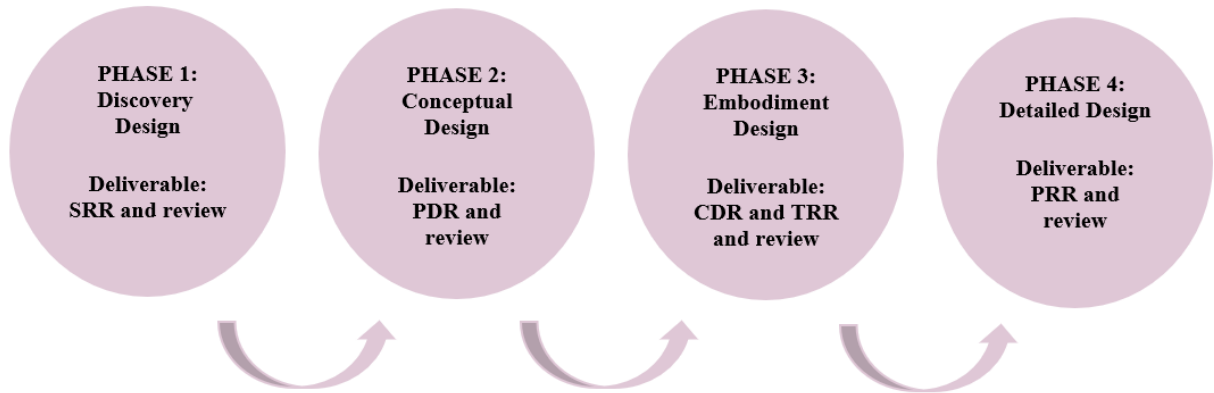 PHASE 1:
Discovery
Design
Deliverable:
SRR and review
PHASE 2:
Conceptual
Design
Deliverable:
PDR and
review
PHASE 3:
Embodiment
Design
Deliverable:
CDR and TRR
and review
PHASE 4:
Detailed Design
Deliverable:
PRR and
review